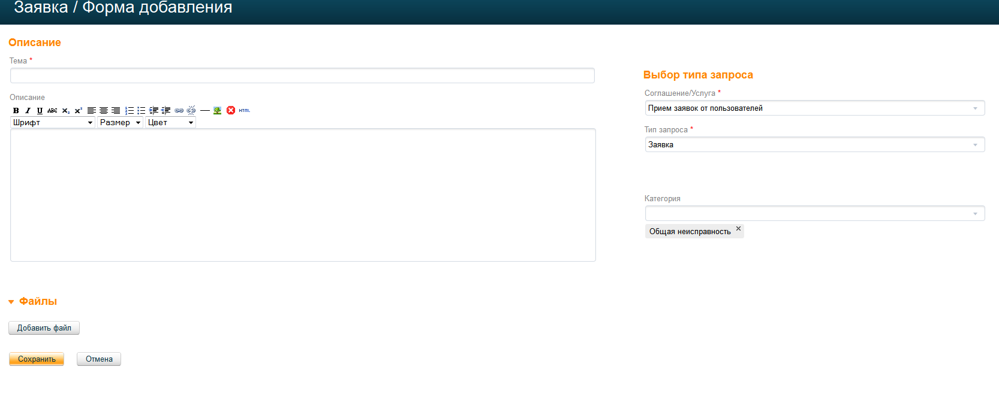 Заявка / Форма добавления
Описание
Тема *
Описание
B I U ABC x₂ x² HTML
Шрифт Размер Цвет
Выбор типа запроса
Соглашение/Услуга *
Прием заявок от пользователей
Тип запроса *
Заявка
Категория
Общая неисправность ×
Файлы
Добавить файл
Сохранить Отмена